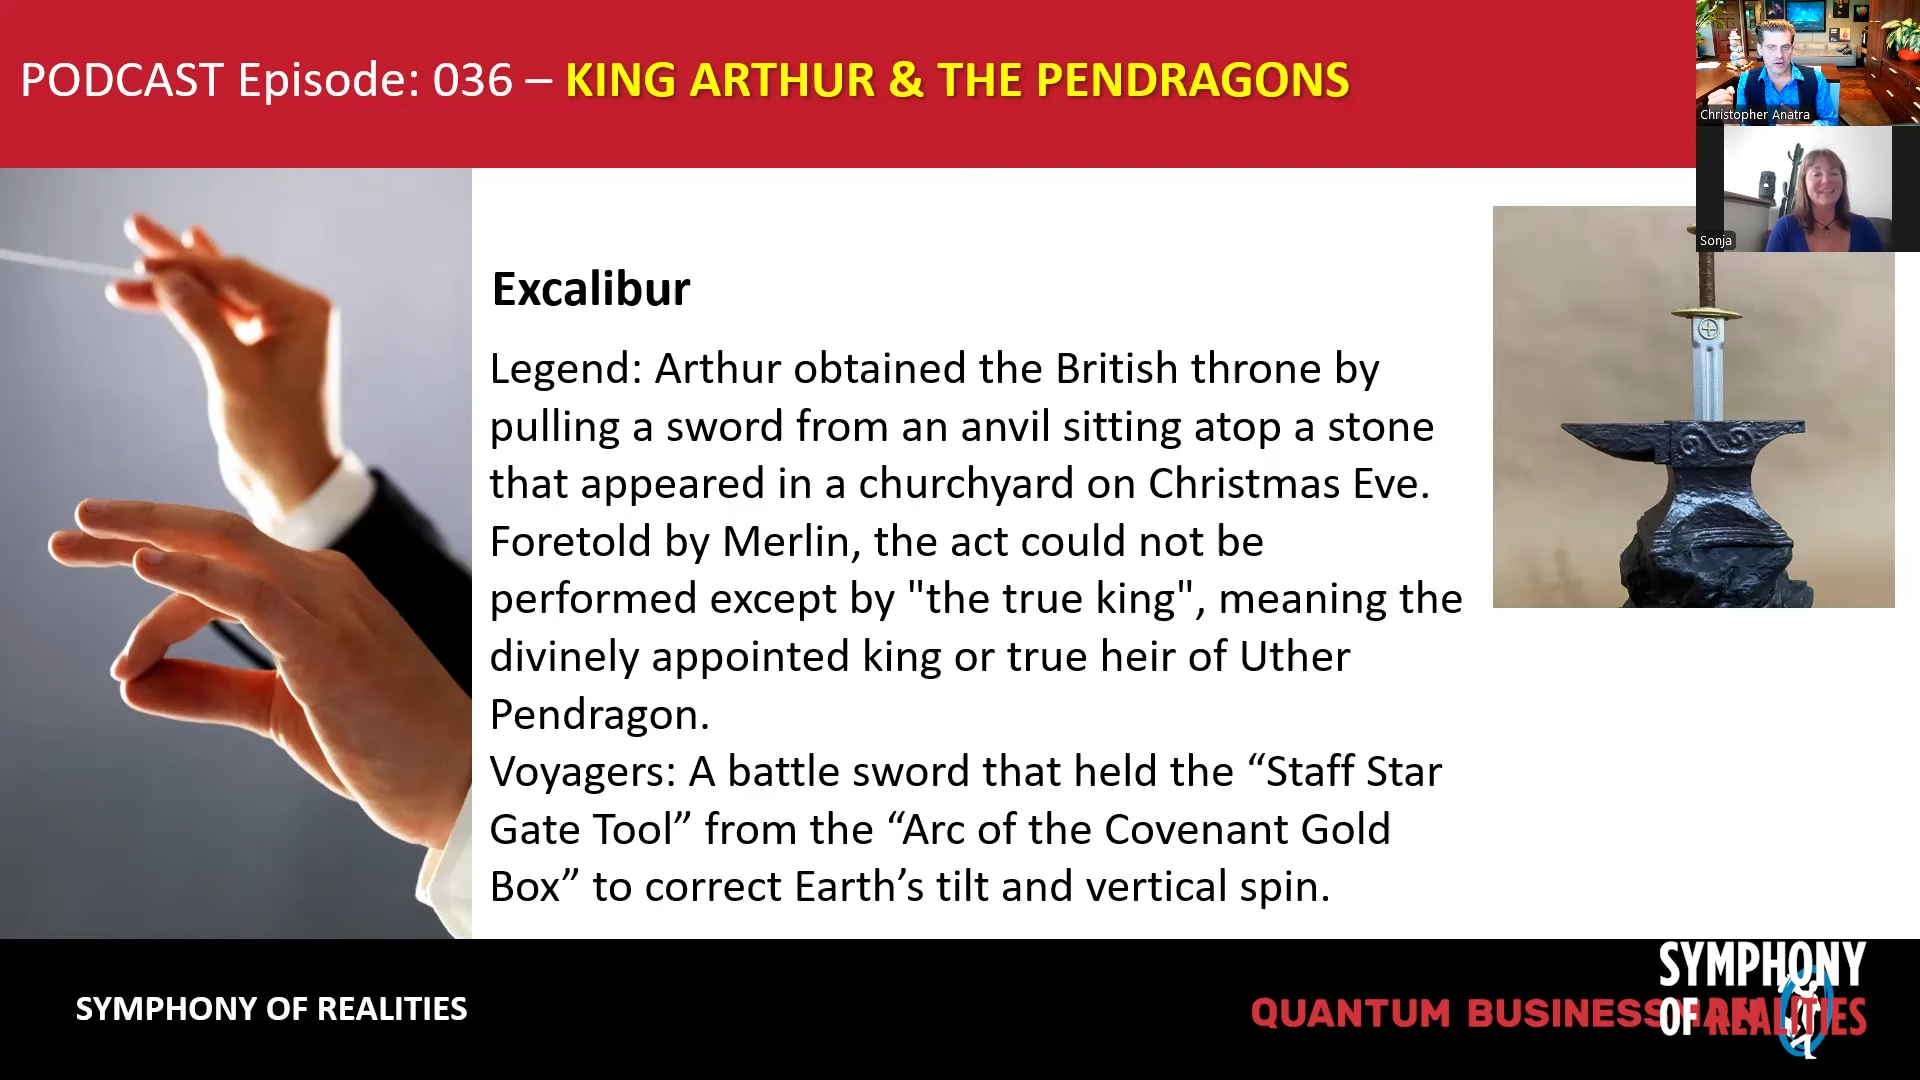 PODCAST Episode: 036 – KING ARTHUR & THE PENDRAGONS
Christopher Anatra
Sonja
Excalibur
Legend: Arthur obtained the British throne by
pulling a sword from an anvil sitting atop a stone
that appeared in a churchyard on Christmas Eve.
Foretold by Merlin, the act could not be
performed except by "the true king", meaning the
divinely appointed king or true heir of Uther
Pendragon.
Voyagers: A battle sword that held the “Staff Star
Gate Tool” from the “Arc of the Covenant Gold
Box” to correct Earth’s tilt and vertical spin.
SYMPHONY OF REALITIES
QUANTUM BUSINESS
SYMPHONY
OF REALITIES